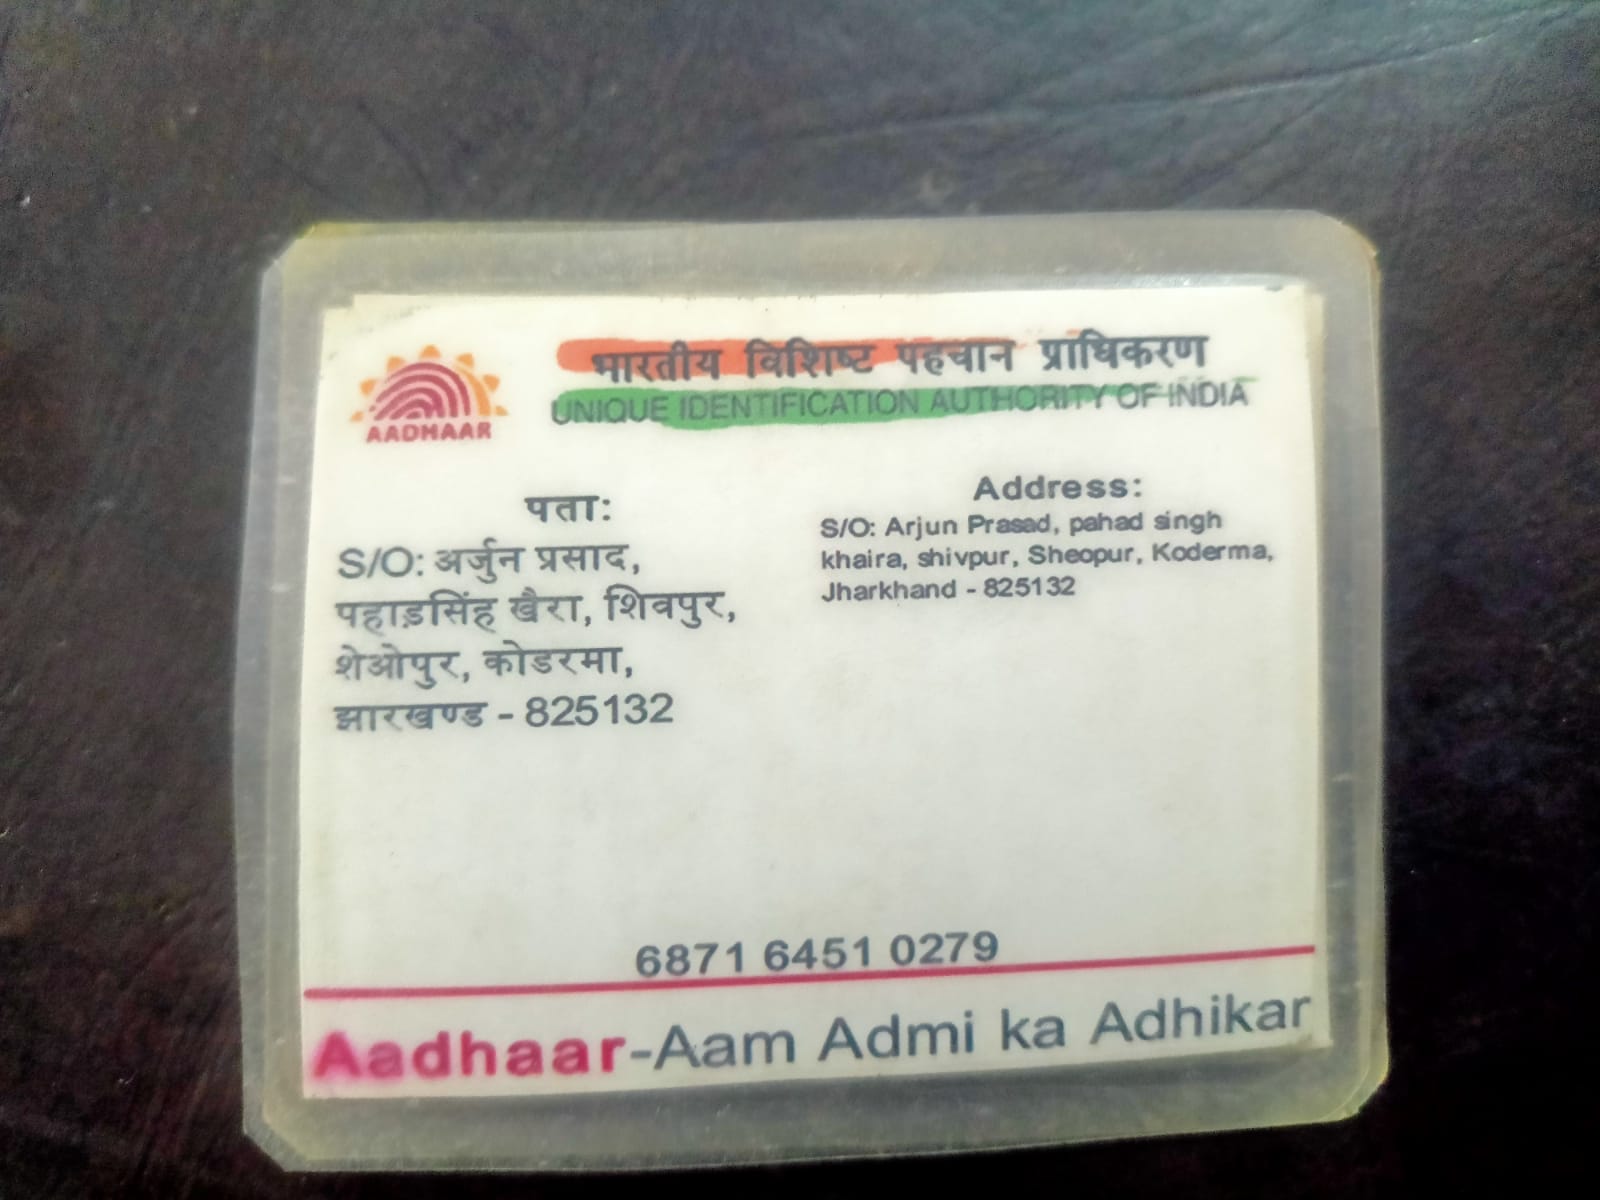 AADHAAR
भारतीय विशिष्ट पहचान प्राधिकरण
UNIQUE IDENTIFICATION AUTHORITY OF INDIA
पता:
S/O: अर्जुन प्रसाद,
पहाड़सिंह खैरा, शिवपुर,
शेओपुर, कोडरमा,
झारखण्ड - 825132
Address:
S/O: Arjun Prasad, pahad singh
khaira, shivpur, Sheopur, Koderma,
Jharkhand - 825132
6871 6451 0279
Aadhaar-Aam Admi ka Adhikar